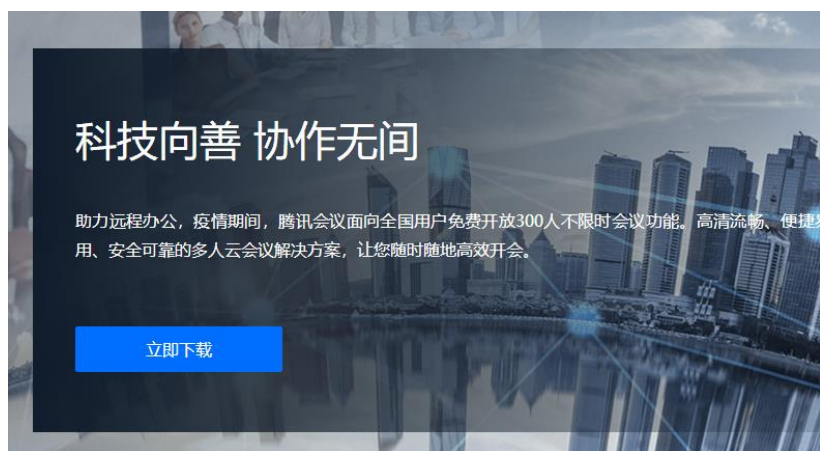 科技向善 协作无间
助力远程办公，疫情期间，腾讯会议面向全国用户免费开放300人不限时会议功能。高清流畅、便捷
用、安全可靠的多人云会议解决方案，让您随时随地高效开会。
立即下载